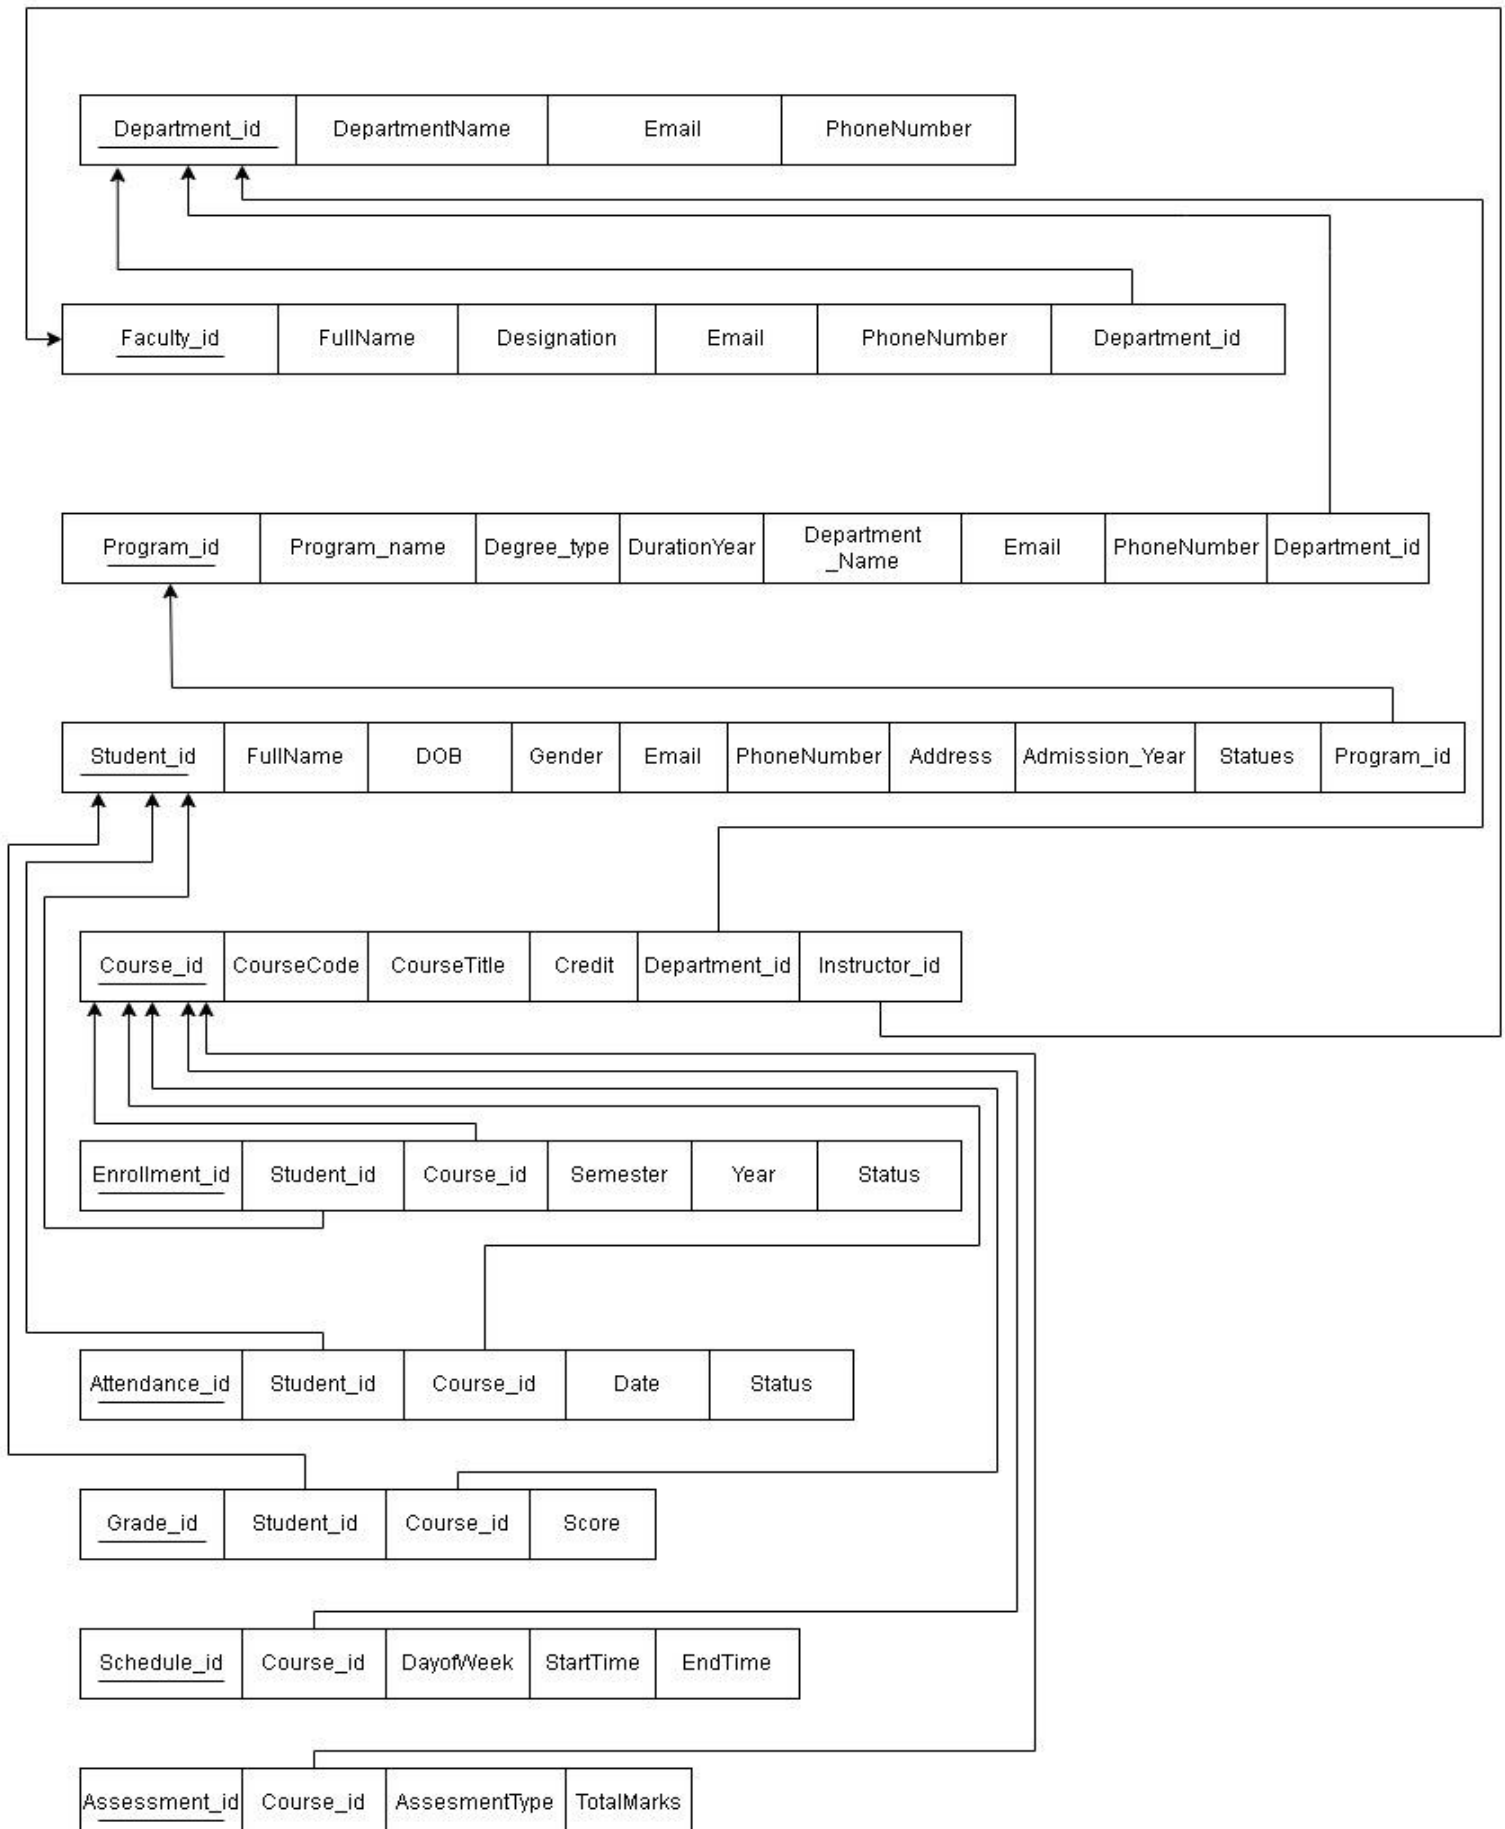 Department_id DepartmentName Email PhoneNumber
Faculty_id FullName Designation Email PhoneNumber Department_id
Program_id Program_name Degree_type DurationYear Department
_Name Email PhoneNumber Department_id
Student_id FullName DOB Gender Email PhoneNumber Address Admission_Year Statues Program_id
Course_id CourseCode CourseTitle Credit Department_id Instructor_id
Enrollment_id Student_id Course_id Semester Year Status
Attendance_id Student_id Course_id Date Status
Grade_id Student_id Course_id Score
Schedule_id Course_id DayofWeek StartTime EndTime
Assessment_id Course_id AssesmentType TotalMarks